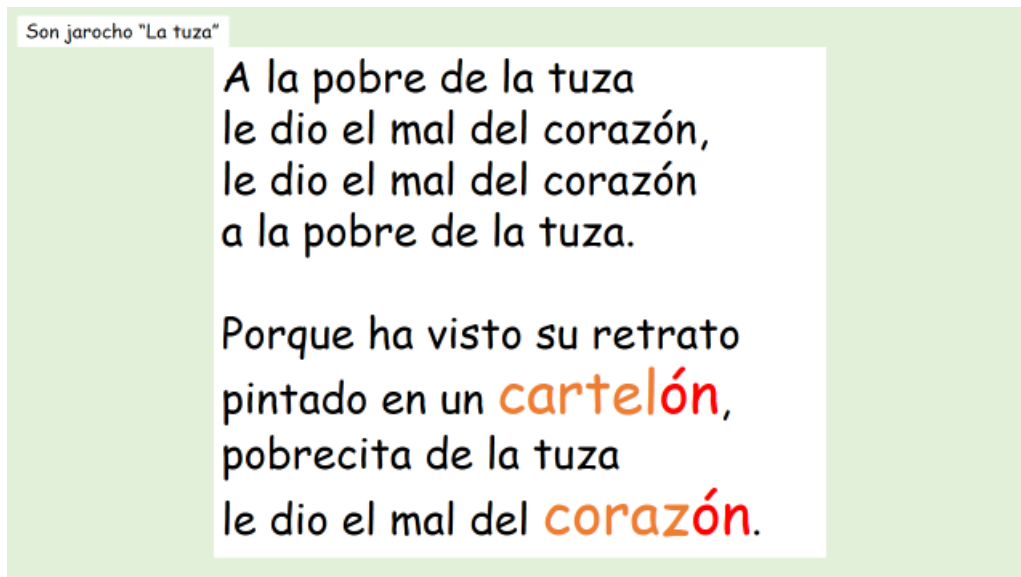 Son jarocho “La tuza”
A la pobre de la tuza
le dio el mal del corazón,
le dio el mal del corazón
a la pobre de la tuza.
Porque ha visto su retrato
pintado en un cartelón,
pobrecita de la tuza
le dio el mal del corazón.